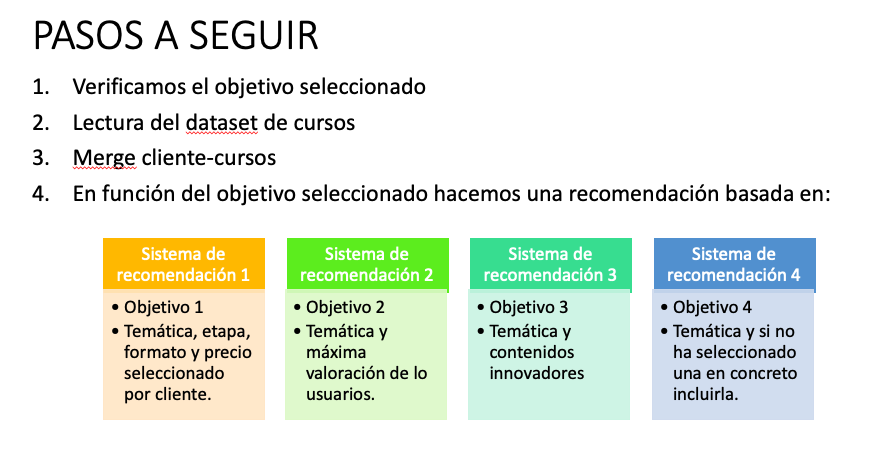 PASOS A SEGUIR
1. Verificamos el objetivo seleccionado
2. Lectura del dataset de cursos
3. Merge cliente-cursos
4. En función del objetivo seleccionado hacemos una recomendación basada en:
Sistema de
recomendación 1
• Objetivo 1
• Temática, etapa,
formato y precio
seleccionado
por cliente.
Sistema de
recomendación 2
• Objetivo 2
• Temática y
máxima
valoración de lo
usuarios.
Sistema de
recomendación 3
• Objetivo 3
• Temática y
contenidos
innovadores
Sistema de
recomendación 4
• Objetivo 4
• Temática y si no
ha seleccionado
una en concreto
incluirla.